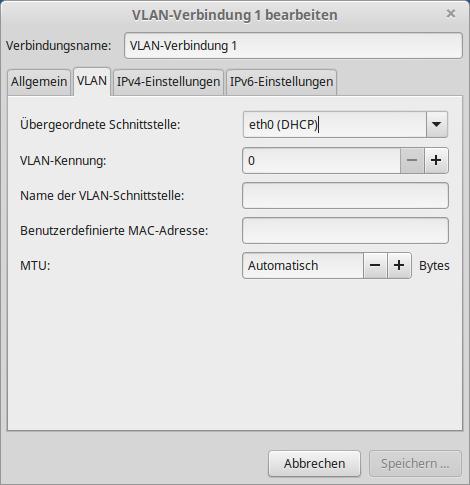 VLAN-Verbindung 1 bearbeiten
Verbindungsname: VLAN-Verbindung 1
Allgemein VLAN IPv4-Einstellungen IPv6-Einstellungen
Übergeordnete Schnittstelle: eth0 (DHCP)
VLAN-Kennung: 0
Name der VLAN-Schnittstelle:
Benutzerdefinierte MAC-Adresse:
MTU: Automatisch Bytes
Abbrechen Speichern ...